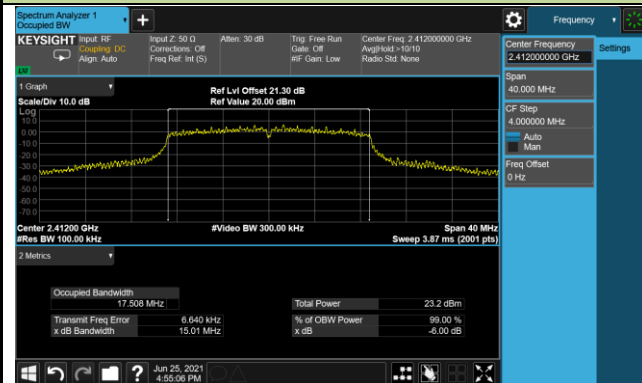 Spectrum Analyzer 1
Occupied BW
+
Frequency
KEYSIGHT Input: RF
Coupling: DC
Align: Auto
Input Z: 50 Ω
Corrections: Off
Freq Ref: Int (S)
Atten: 30 dB
Trig: Free Run
Gate: Off
#IF Gain: Low
Center Freq: 2.412000000 GHz
Avg|Hold:>10/10
Radio Std: None
Center Frequency
2.412000000 GHz
Settings
Span
40.000 MHz
CF Step
4.000000 MHz
Auto
Man
Freq Offset
0 Hz
1 Graph
Scale/Div 10.0 dB
Ref Lvl Offset 21.30 dB
Ref Value 20.00 dBm
Log
10.0
0.00
-10.0
-20.0
-30.0
-40.0
-50.0
-60.0
-70.0
Center 2.41200 GHz
#Res BW 100.00 kHz
#Video BW 300.00 kHz
Span 40 MHz
Sweep 3.87 ms (2001 pts)
2 Metrics
Occupied Bandwidth
17.508 MHz
Total Power 23.2 dBm
Transmit Freq Error 6.640 kHz
% of OBW Power 99.00 %
x dB Bandwidth 15.01 MHz
x dB -6.00 dB
?
Jun 25, 2021
4:55:06 PM